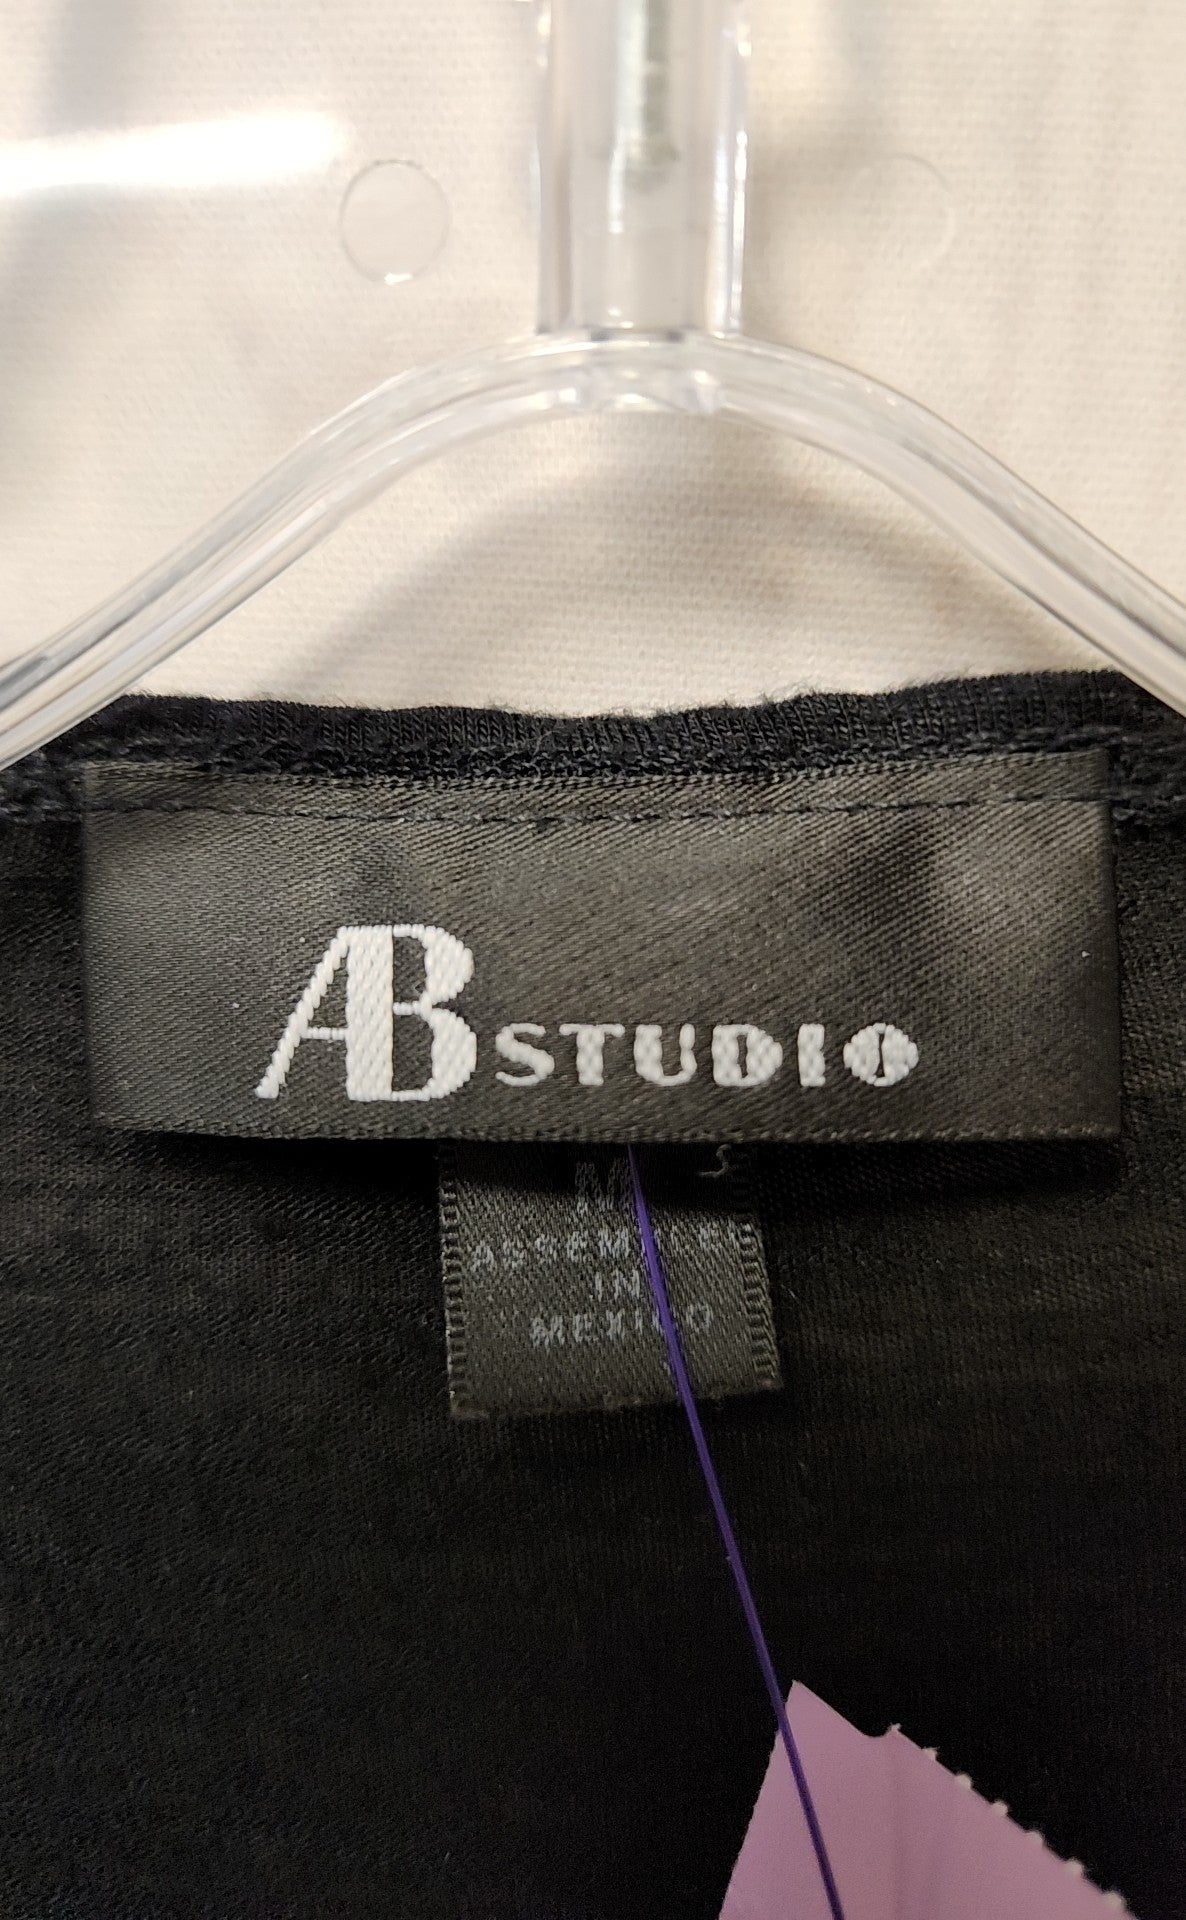 AB STUDIO
M
ASSEMBLED
IN
MEXICO